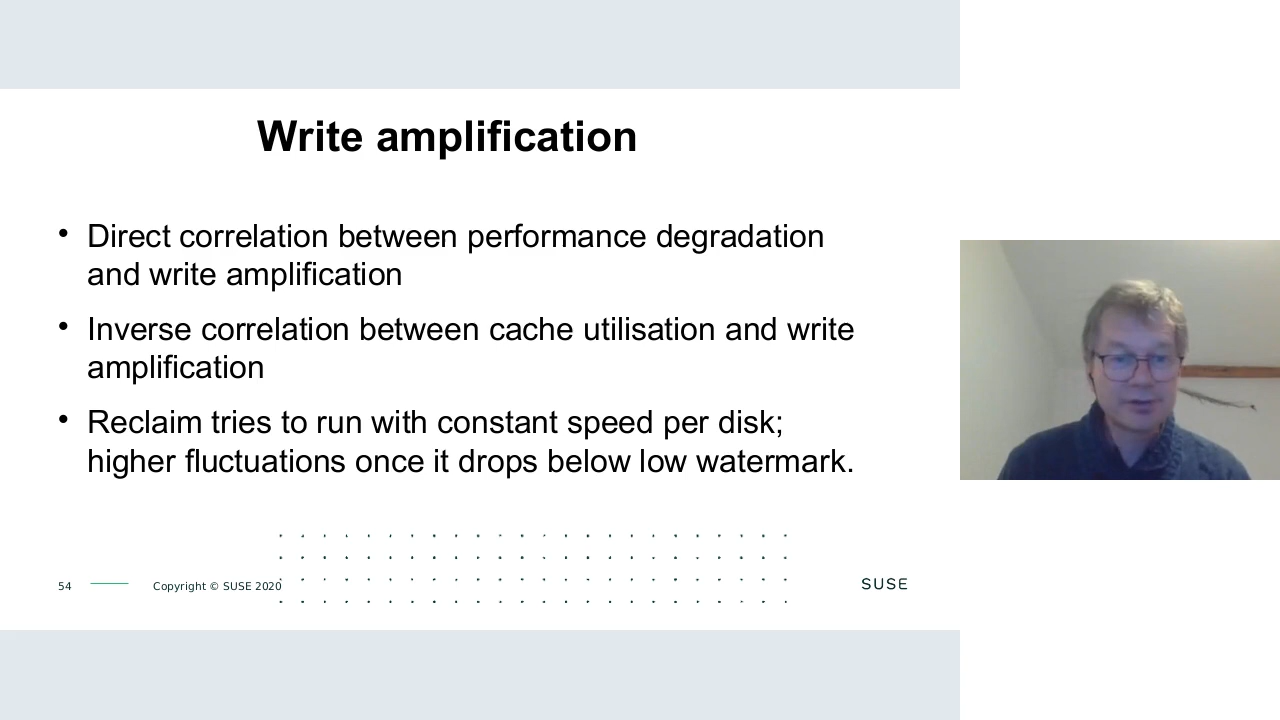 Write amplification
• Direct correlation between performance degradation
and write amplification
• Inverse correlation between cache utilisation and write
amplification
• Reclaim tries to run with constant speed per disk;
higher fluctuations once it drops below low watermark.
54 Copyright © SUSE 2020 SUSE